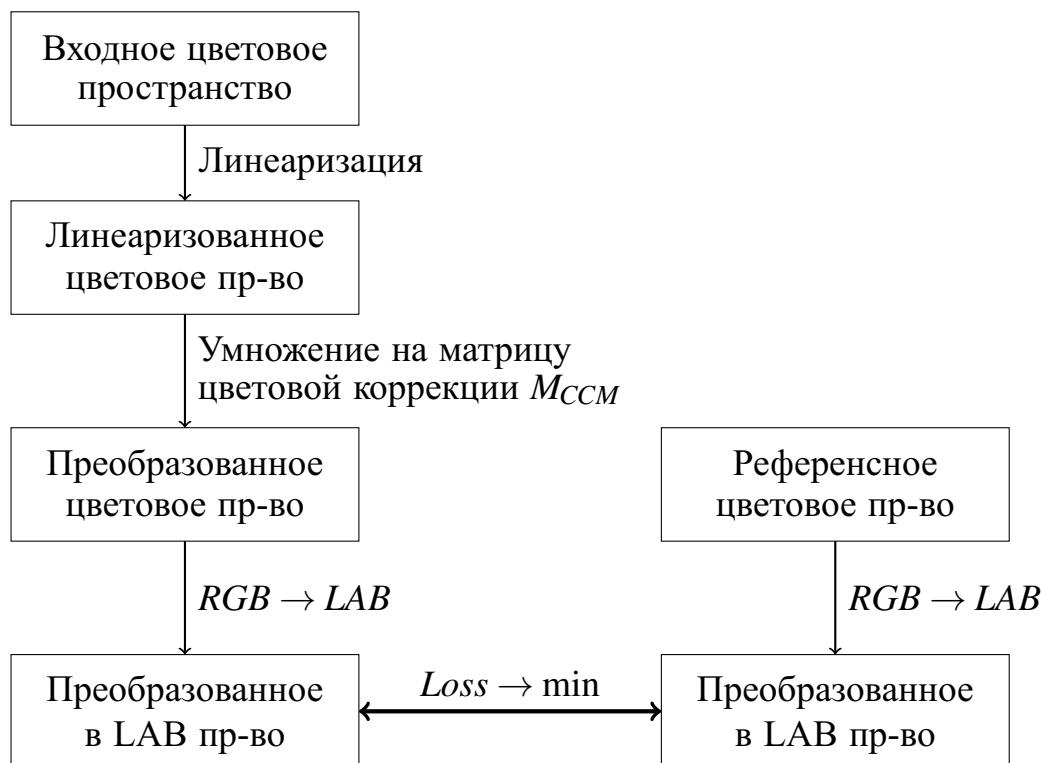 Входное цветовое
пространство
Линеаризация
Линеаризованное
цветовое пр-во
Умножение на матрицу
цветовой коррекции M_CCM
Преобразованное
цветовое пр-во
Референсное
цветовое пр-во
RGB → LAB
RGB → LAB
Преобразованное
в LAB пр-во
Loss → min
Преобразованное
в LAB пр-во